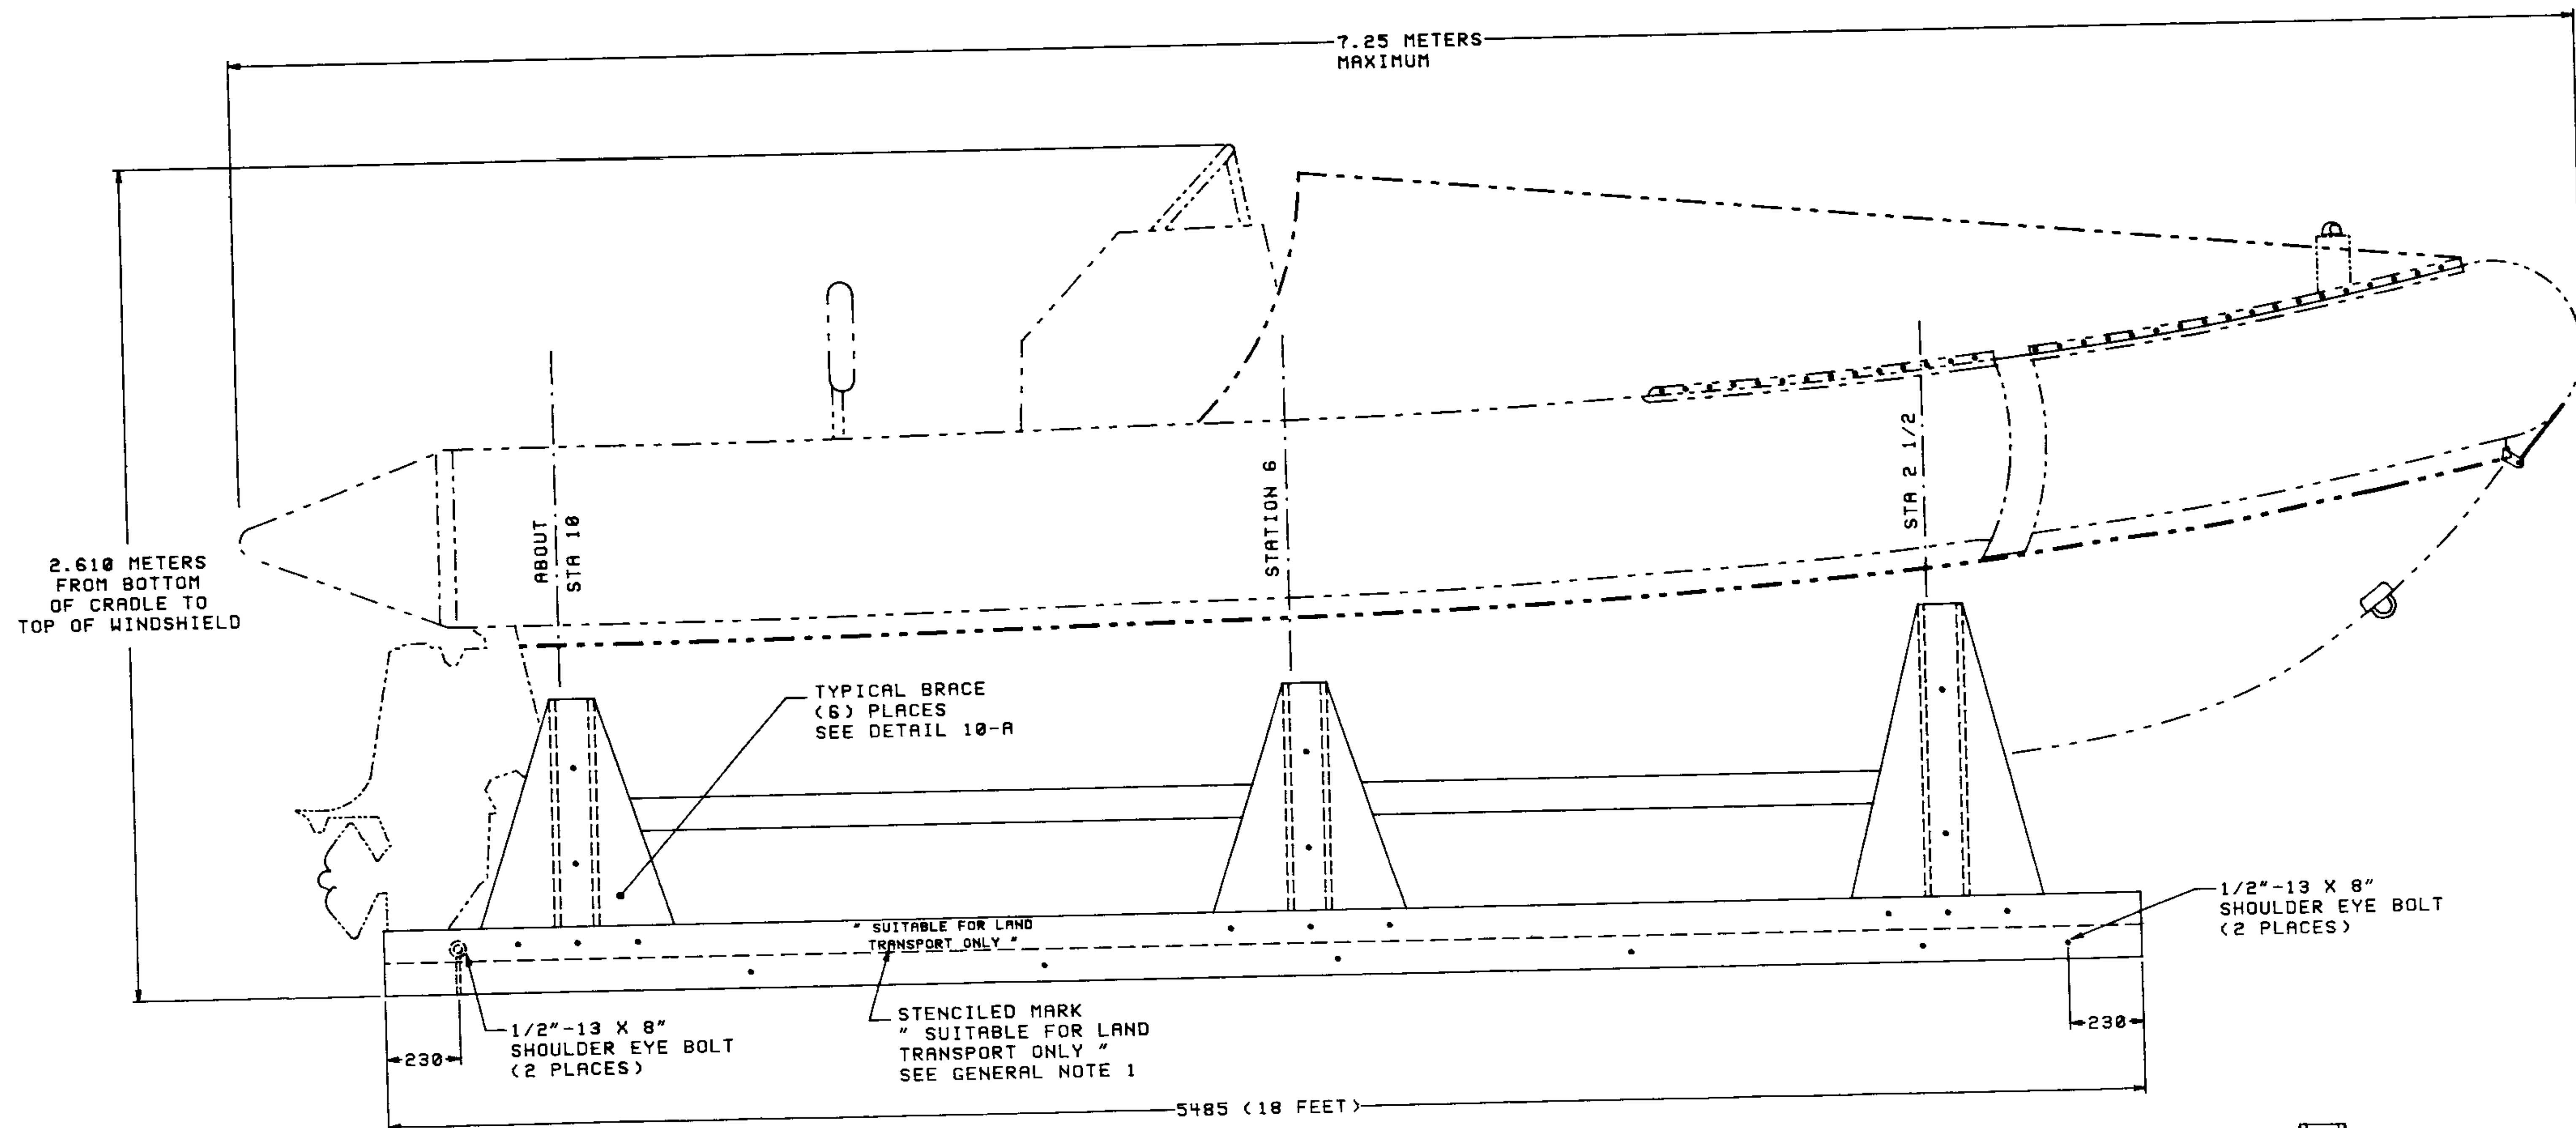 7.25 METERS
MAXIMUM
2.610 METERS
FROM BOTTOM
OF CRADLE TO
TOP OF WINDSHIELD
ABOUT
STA 10
STATION 6
STA 2 1/2
TYPICAL BRACE
(6) PLACES
SEE DETAIL 10-A
" SUITABLE FOR LAND
TRANSPORT ONLY "
1/2"-13 X 8"
SHOULDER EYE BOLT
(2 PLACES)
STENCILED MARK
" SUITABLE FOR LAND
TRANSPORT ONLY "
SEE GENERAL NOTE 1
1/2"-13 X 8"
SHOULDER EYE BOLT
(2 PLACES)
230
230
5485 (18 FEET)